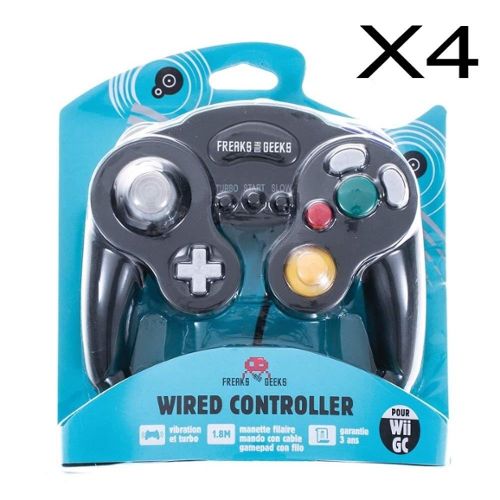 X4
FREAKS AND GEEKS
TURBO START SLOW
FREAKS AND GEEKS
WIRED CONTROLLER
vibration
et turbo
1.8M
manette filaire
mando con cable
gamepad con filo
garantie
3 ans
POUR
Wii
GC